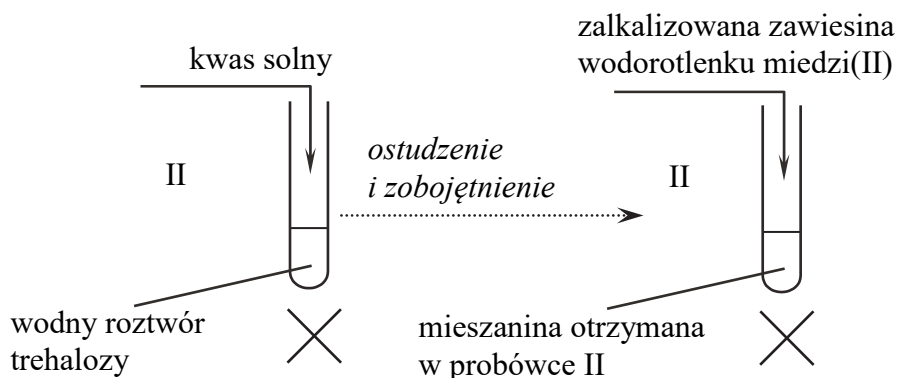 kwas solny
II
wodny roztwór
trehalozy
ostudzenie
i zobojętnienie
zalkalizowana zawiesina
wodorotlenku miedzi(II)
II
mieszanina otrzymana
w probówce II